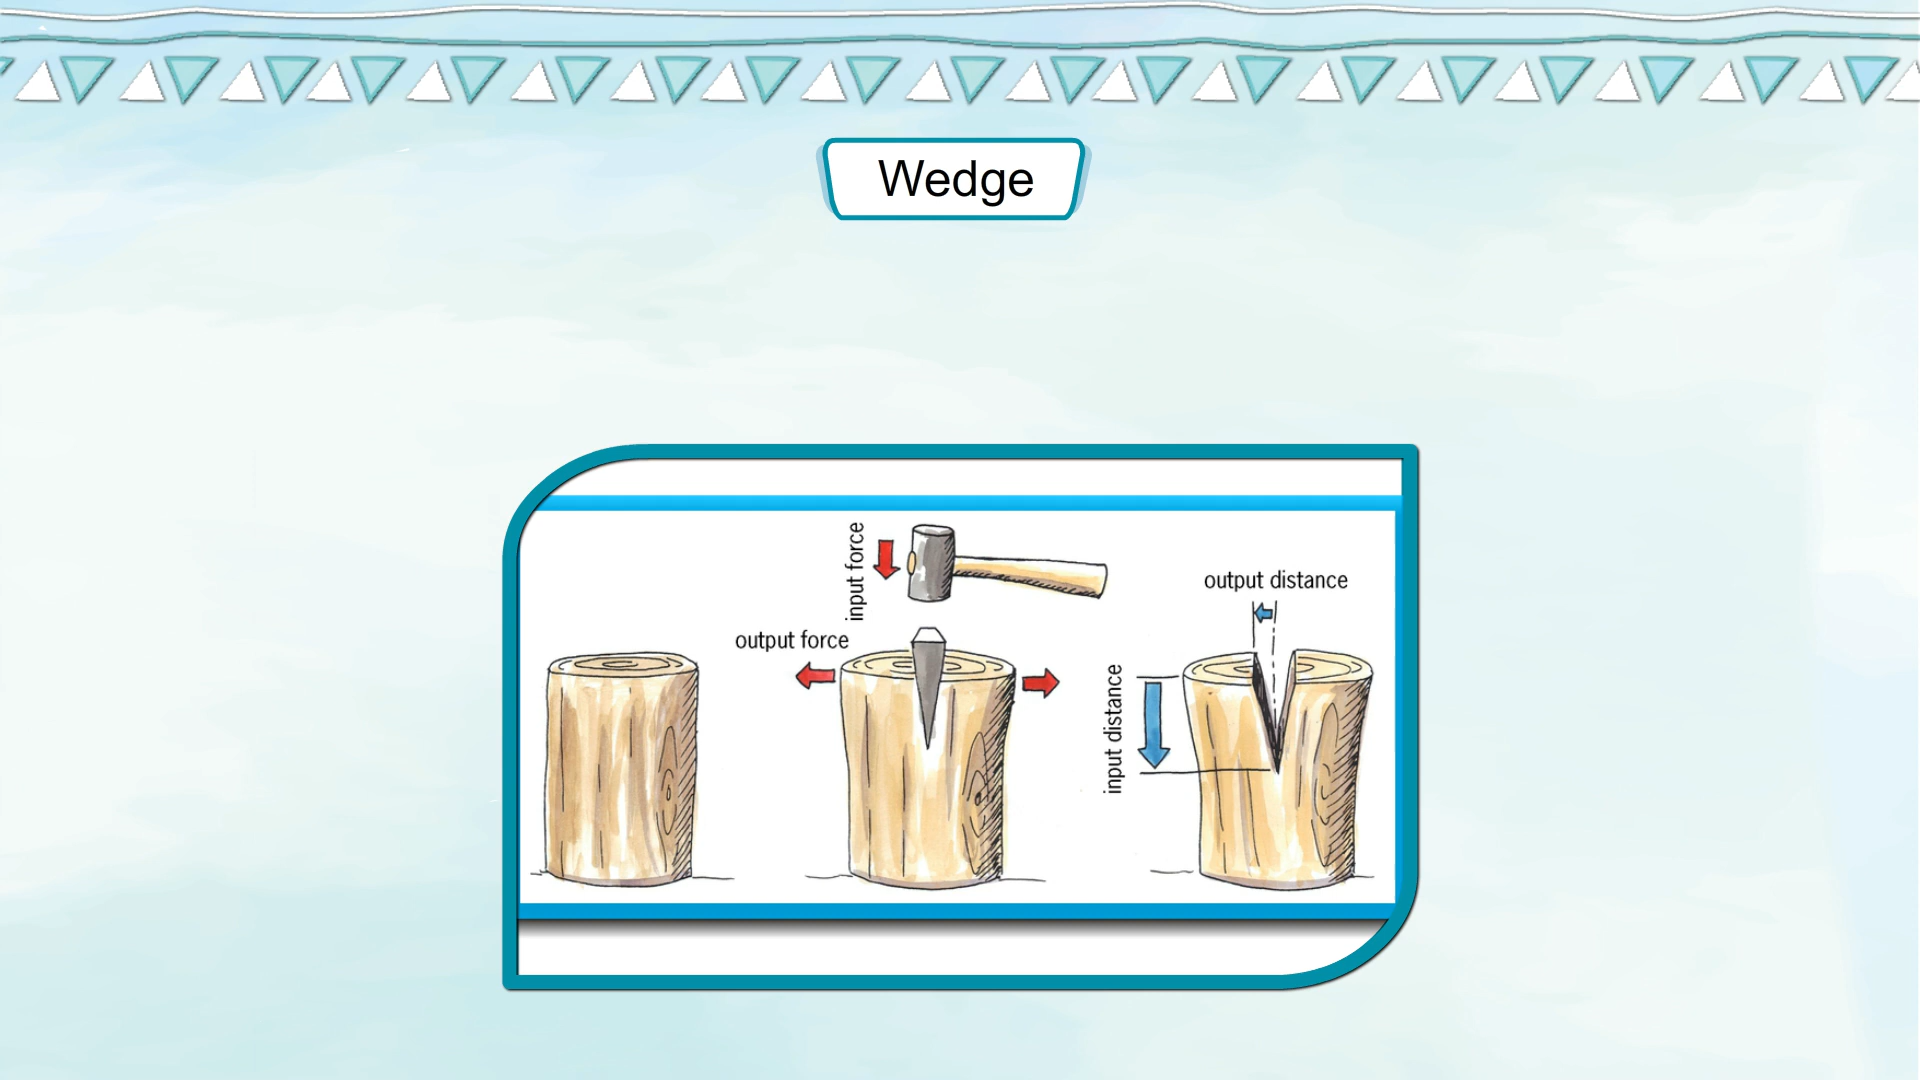 Wedge
input force
output force
output distance
input distance